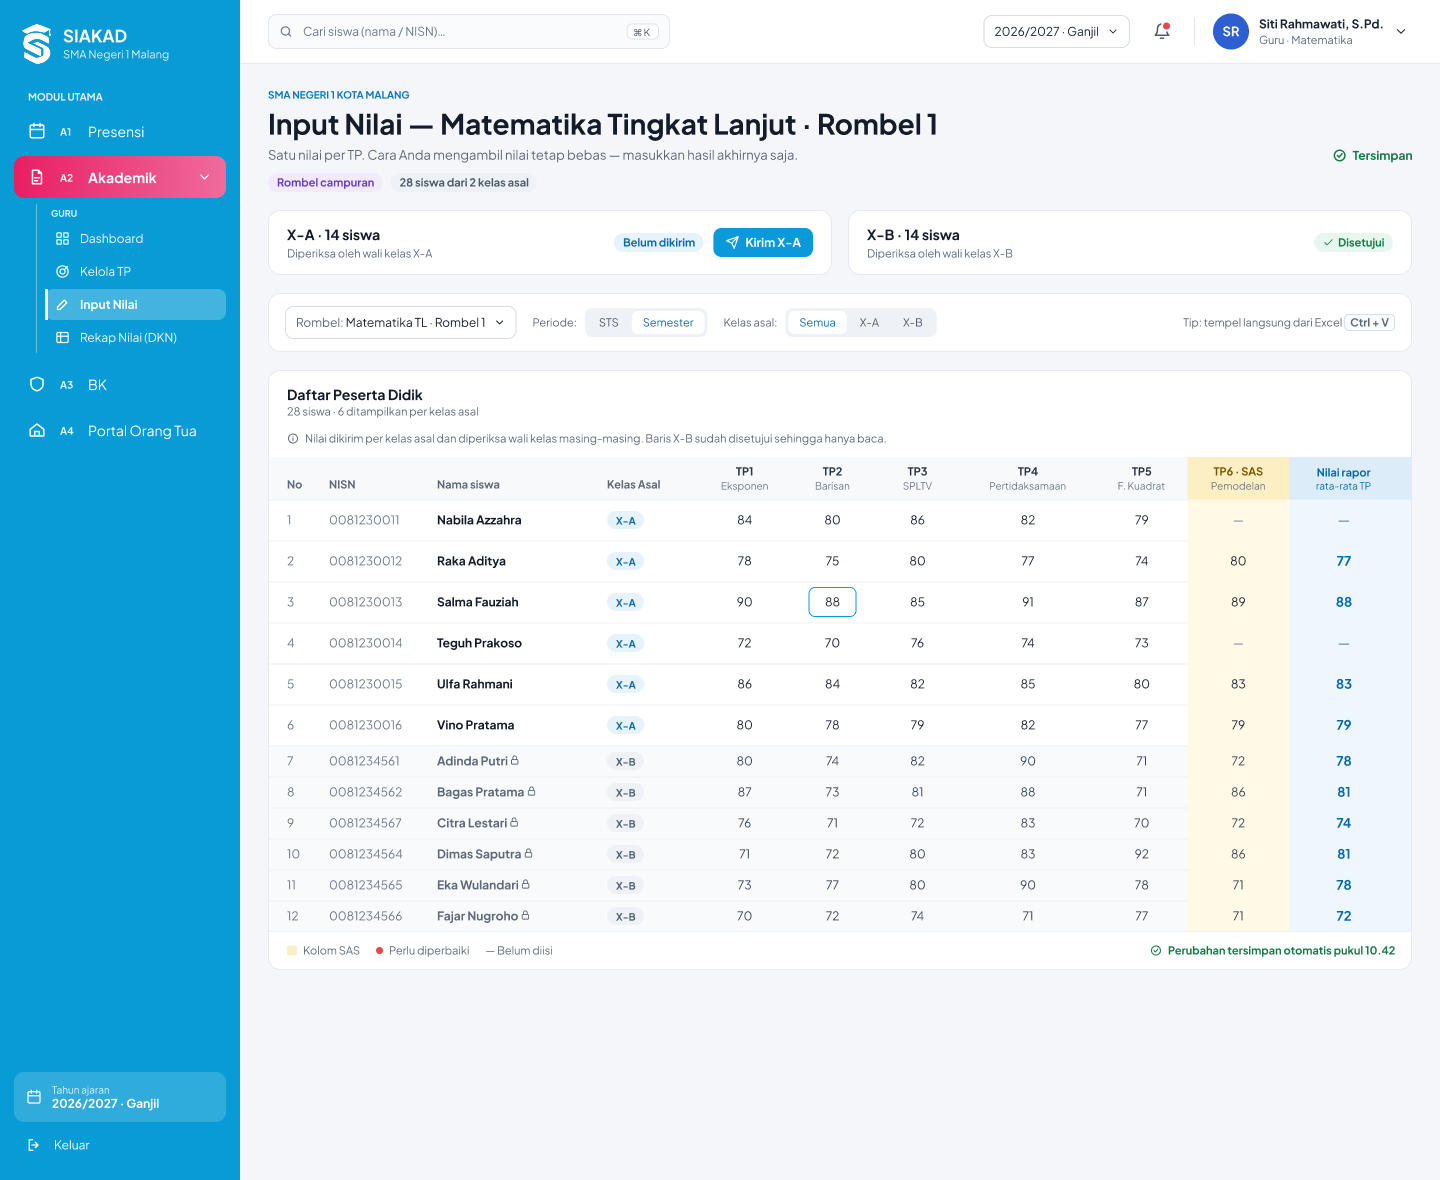 SIAKAD
SMA Negeri 1 Malang
MODUL UTAMA
A1 Presensi
A2 Akademik
GURU
Dashboard
Kelola TP
Input Nilai
Rekap Nilai (DKN)
A3 BK
A4 Portal Orang Tua
Tahun ajaran
2026/2027 · Ganjil
Keluar
Cari siswa (nama / NISN)... ⌘K
2026/2027 · Ganjil
SR
Siti Rahmawati, S.Pd.
Guru · Matematika
SMA NEGERI 1 KOTA MALANG
Input Nilai — Matematika Tingkat Lanjut · Rombel 1
Satu nilai per TP. Cara Anda mengambil nilai tetap bebas — masukkan hasil akhirnya saja.
Tersimpan
Rombel campuran 28 siswa dari 2 kelas asal
X-A · 14 siswa
Diperiksa oleh wali kelas X-A
Belum dikirim Kirim X-A
X-B · 14 siswa
Diperiksa oleh wali kelas X-B
Disetujui
Rombel: Matematika TL · Rombel 1 Periode: STS Semester Kelas asal: Semua X-A X-B Tip: tempel langsung dari Excel Ctrl + V
Daftar Peserta Didik
28 siswa · 6 ditampilkan per kelas asal
Nilai dikirim per kelas asal dan diperiksa wali kelas masing-masing. Baris X-B sudah disetujui sehingga hanya baca.
No NISN Nama siswa Kelas Asal TP1 TP2 TP3 TP4 TP5 TP6 · SAS Nilai rapor
Eksponen Barisan SPLTV Pertidaksamaan F. Kuadrat Pemodelan rata-rata TP
1 0081230011 Nabila Azzahra X-A 84 80 86 82 79 — —
2 0081230012 Raka Aditya X-A 78 75 80 77 74 80 77
3 0081230013 Salma Fauziah X-A 90 88 85 91 87 89 88
4 0081230014 Teguh Prakoso X-A 72 70 76 74 73 — —
5 0081230015 Ulfa Rahmani X-A 86 84 82 85 80 83 83
6 0081230016 Vino Pratama X-A 80 78 79 82 77 79 79
7 0081234561 Adinda Putri X-B 80 74 82 90 71 72 78
8 0081234562 Bagas Pratama X-B 87 73 81 88 71 86 81
9 0081234567 Citra Lestari X-B 76 71 72 83 70 72 74
10 0081234564 Dimas Saputra X-B 71 72 80 83 92 86 81
11 0081234565 Eka Wulandari X-B 73 77 80 90 78 71 78
12 0081234566 Fajar Nugroho X-B 70 72 74 71 77 71 72
Kolom SAS Perlu diperbaiki — Belum diisi Perubahan tersimpan otomatis pukul 10.42